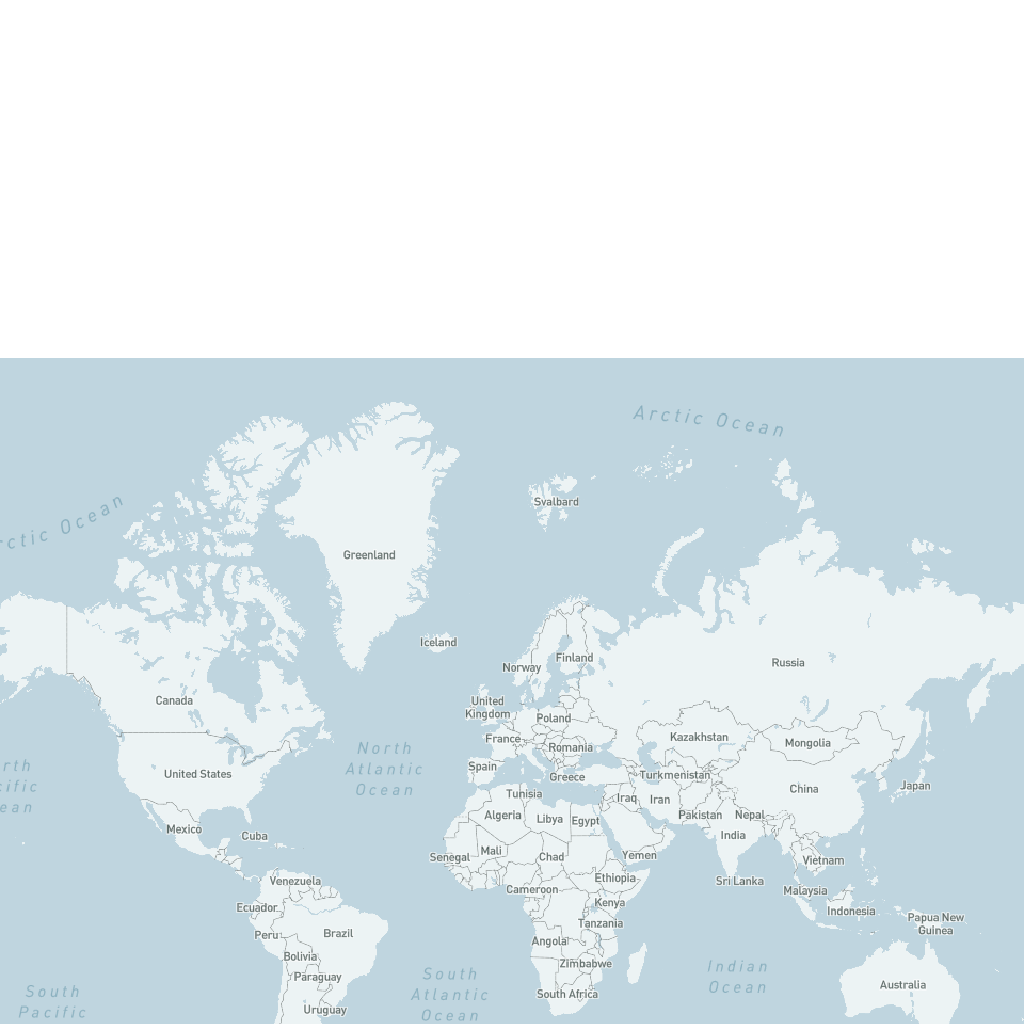 Arctic Ocean
Svalbard
rctic Ocean
Greenland
Iceland
Norway
Finland
Russia
Canada
United
Kingdom
Poland
Kazakhstan
Mongolia
France
Romania
North
Atlantic
Ocean
rth
cific
ean
United States
Spain
Greece
Turkmenistan
China
Japan
Tunisia
Iraq
Iran
Algeria
Libya
Egypt
Pakistan
Nepal
Mexico
Cuba
India
Senegal
Mali
Chad
Yemen
Vietnam
Venezuela
Cameroon
Ethiopia
Sri Lanka
Malaysia
Ecuador
Kenya
Indonesia
Papua New
Guinea
Peru
Brazil
Angola
Tanzania
Bolivia
Zimbabwe
Paraguay
South
Atlantic
Ocean
Indian
Ocean
Australia
South
Pacific
South Africa
Uruguay